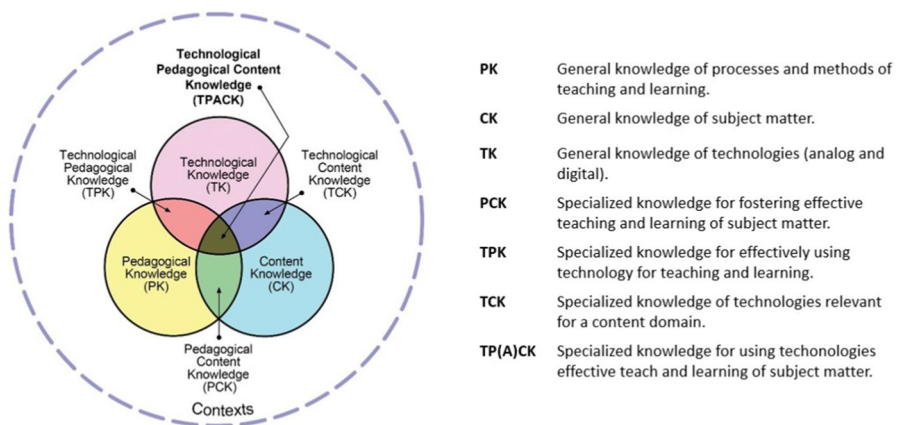 Technological
Pedagogical Content
Knowledge
(TPACK)
Technological
Pedagogical
Knowledge
(TPK)
Technological
Knowledge
(TK)
Technological
Content
Knowledge
(TCK)
Pedagogical
Knowledge
(PK)
Content
Knowledge
(CK)
Pedagogical
Content
Knowledge
(PCK)
Contexts
PK General knowledge of processes and methods of
teaching and learning.
CK General knowledge of subject matter.
TK General knowledge of technologies (analog and
digital).
PCK Specialized knowledge for fostering effective
teaching and learning of subject matter.
TPK Specialized knowledge for effectively using
technology for teaching and learning.
TCK Specialized knowledge of technologies relevant
for a content domain.
TP(A)CK Specialized knowledge for using techonologies
effective teach and learning of subject matter.